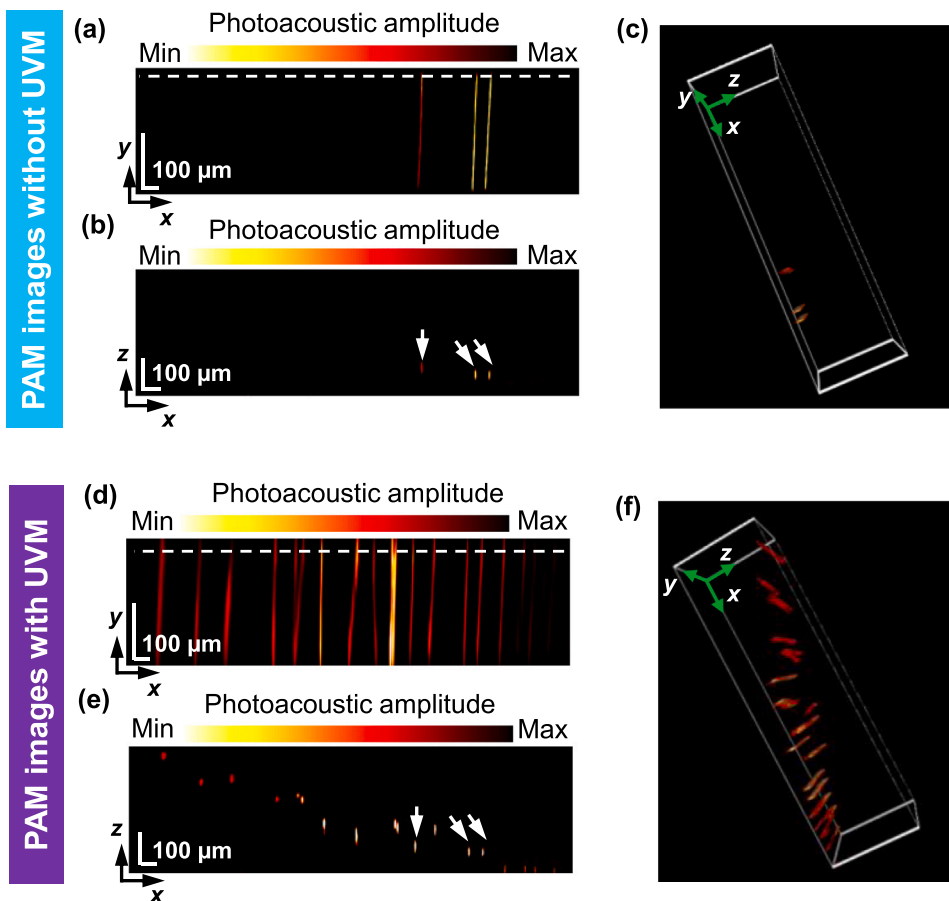 PAM images without UVM
(a)
Photoacoustic amplitude
Min
Max
y
100 µm
x
(b)
Photoacoustic amplitude
Min
Max
z
100 µm
x
(c)
z
y
x
PAM images with UVM
(d)
Photoacoustic amplitude
Min
Max
y
100 µm
x
(e)
Photoacoustic amplitude
Min
Max
z
100 µm
x
(f)
z
y
x